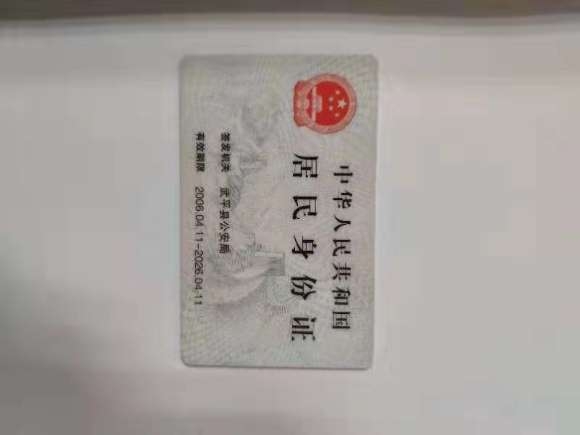 中华人民共和国
居民身份证
签发机关 武平县公安局
有效期限 2006.04.11-2026.04.11